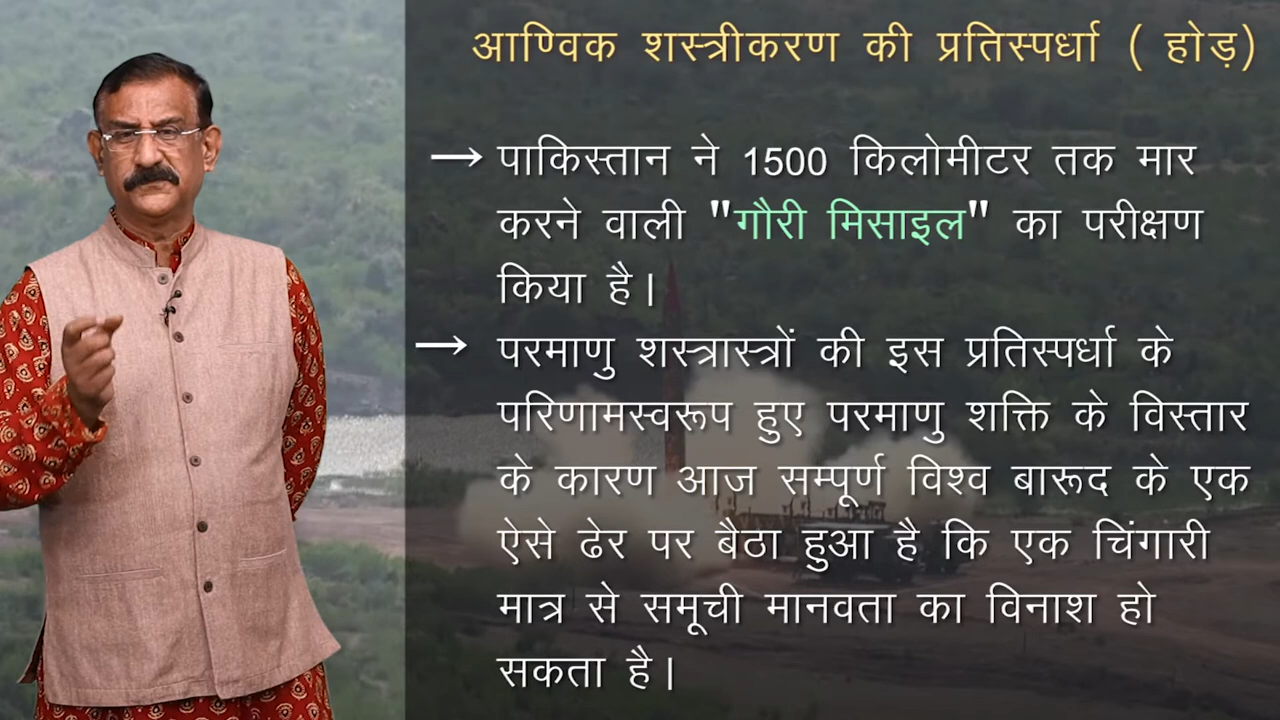 आण्विक शस्त्रीकरण की प्रतिस्पर्धा ( होड़)
→ पाकिस्तान ने 1500 किलोमीटर तक मार
करने वाली "गौरी मिसाइल" का परीक्षण
किया है।
→ परमाणु शस्त्रास्त्रों की इस प्रतिस्पर्धा के
परिणामस्वरूप हुए परमाणु शक्ति के विस्तार
के कारण आज सम्पूर्ण विश्व बारूद के एक
ऐसे ढेर पर बैठा हुआ है कि एक चिंगारी
मात्र से समूची मानवता का विनाश हो
सकता है।